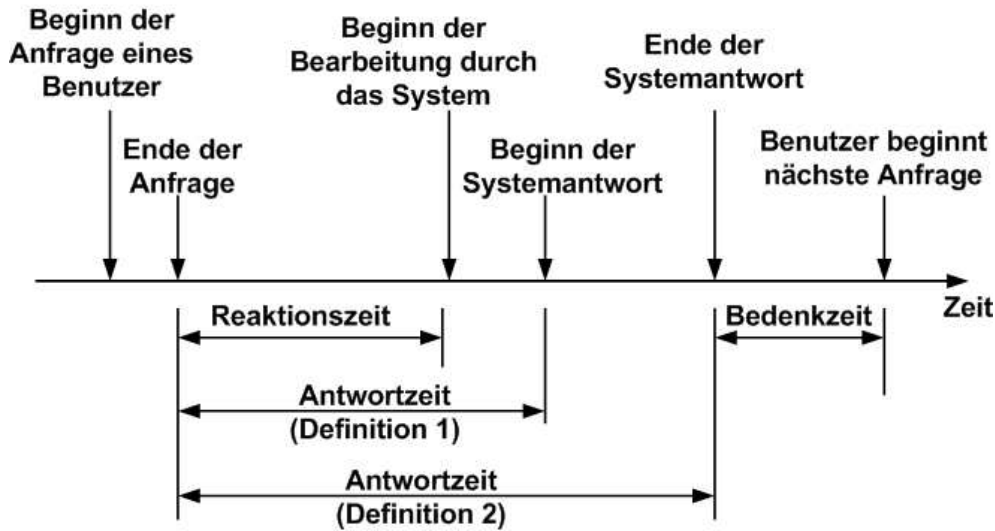 Beginn der
Anfrage eines
Benutzer
Ende der
Anfrage
Beginn der
Bearbeitung durch
das System
Beginn der
Systemantwort
Ende der
Systemantwort
Benutzer beginnt
nächste Anfrage
Zeit
Reaktionszeit
Bedenkzeit
Antwortzeit
(Definition 1)
Antwortzeit
(Definition 2)